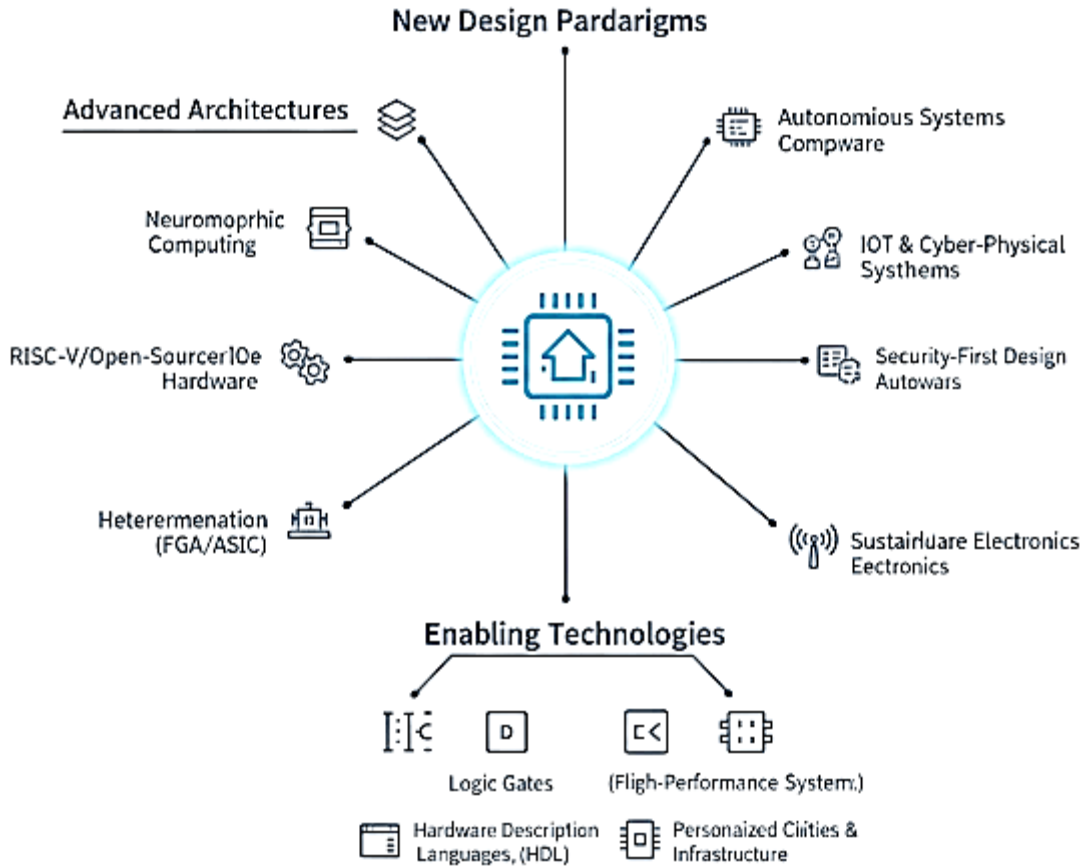 New Design Pardarigms
Advanced Architectures
Autonomious Systems
Compware
Neuromoprhic
Computing
IOT & Cyber-Physical
Systhems
RISC-V/Open-Sourcer1Oe
Hardware
Security-First Design
Autowars
Heterermenation
(FGA/ASIC)
Sustairduare Electronics
Eectronics
Enabling Technologies
D
Logic Gates
(Fligh-Performance System.)
Hardware Description
Languages, (HDL)
Personaized Ciities &
Infrastructure